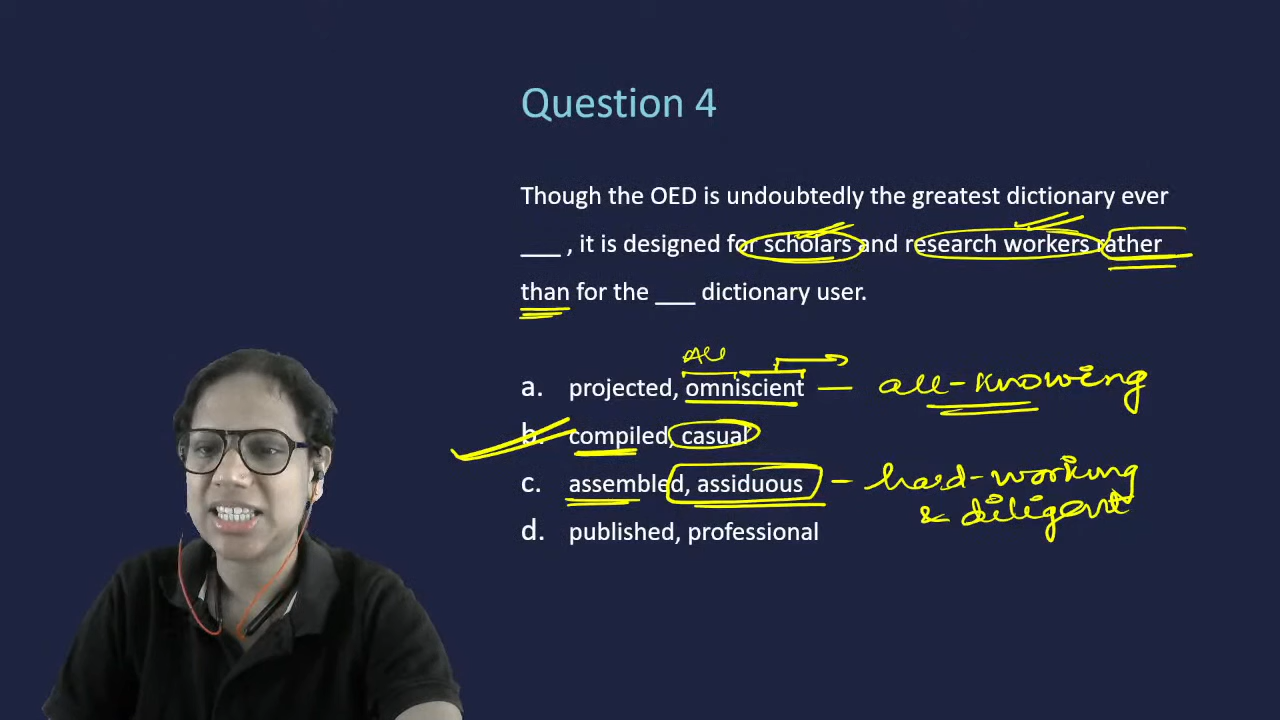 Question 4
Though the OED is undoubtedly the greatest dictionary ever
___ , it is designed for scholars and research workers rather
than for the ___ dictionary user.
All
a. projected, omniscient — all-knowing
b. compiled, casual
c. assembled, assiduous — hard-working
& diligent
d. published, professional